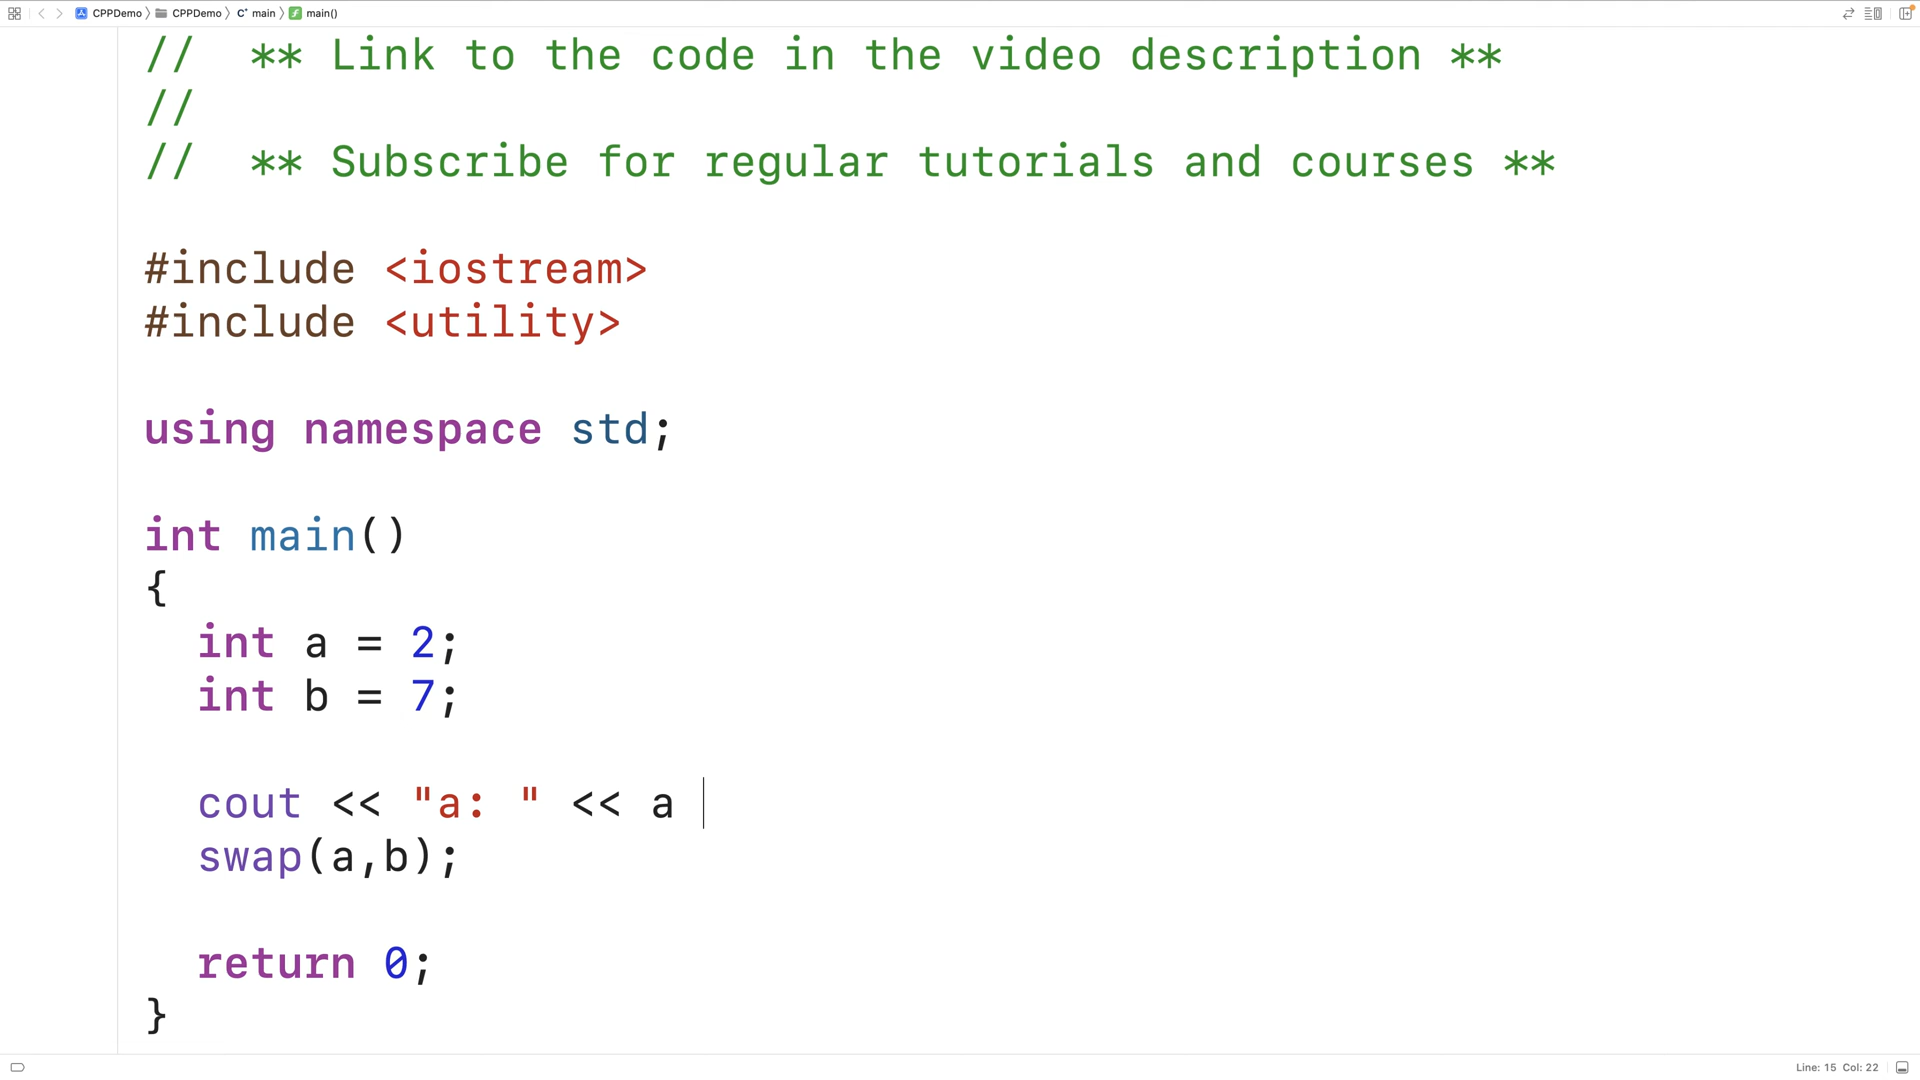 CPPDemo CPPDemo C⁺ main f main()
// ** Link to the code in the video description **
//
// ** Subscribe for regular tutorials and courses **
#include <iostream>
#include <utility>
using namespace std;
int main()
{
int a = 2;
int b = 7;
cout << "a: " << a
swap(a,b);
return 0;
}
Line: 15 Col: 22